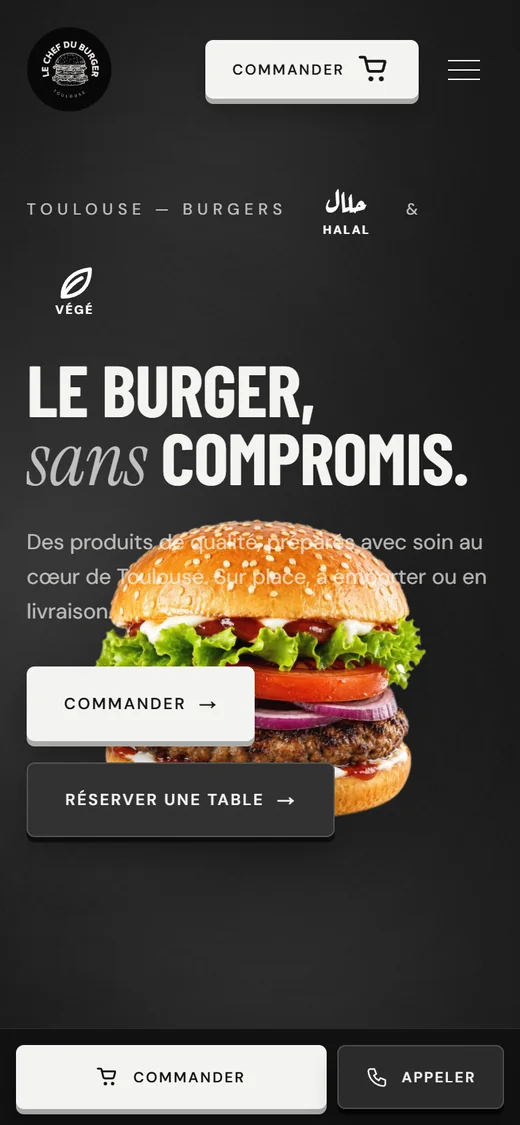 LE CHEF DU BURGER
TOULOUSE
COMMANDER
TOULOUSE — BURGERS
حلال
HALAL
&
VÉGÉ
LE BURGER,
sans COMPROMIS.
Des produits de qualité, préparés avec soin au
cœur de Toulouse. Sur place, à emporter ou en
livraison.
COMMANDER →
RÉSERVER UNE TABLE →
COMMANDER
APPELER